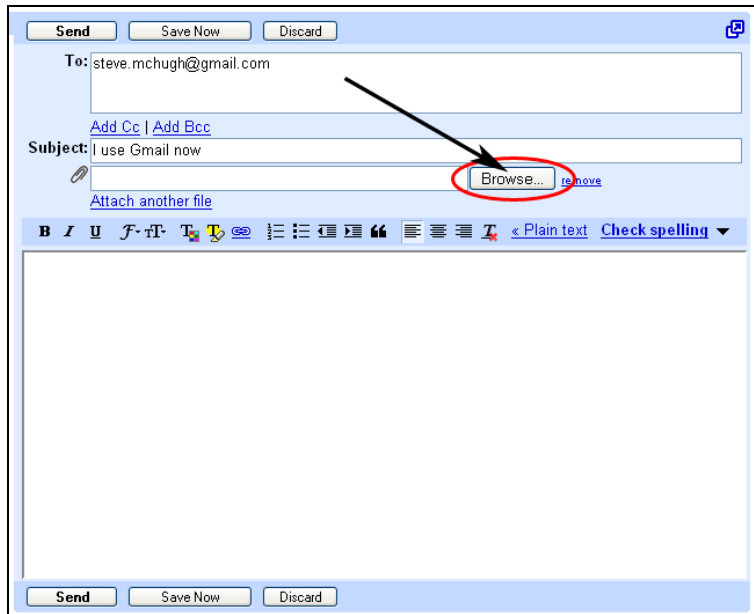 Send Save Now Discard
To: steve.mchugh@gmail.com
Add Cc | Add Bcc
Subject: I use Gmail now
Browse... remove
Attach another file
B I U F T T T « Plain text Check spelling
Send Save Now Discard